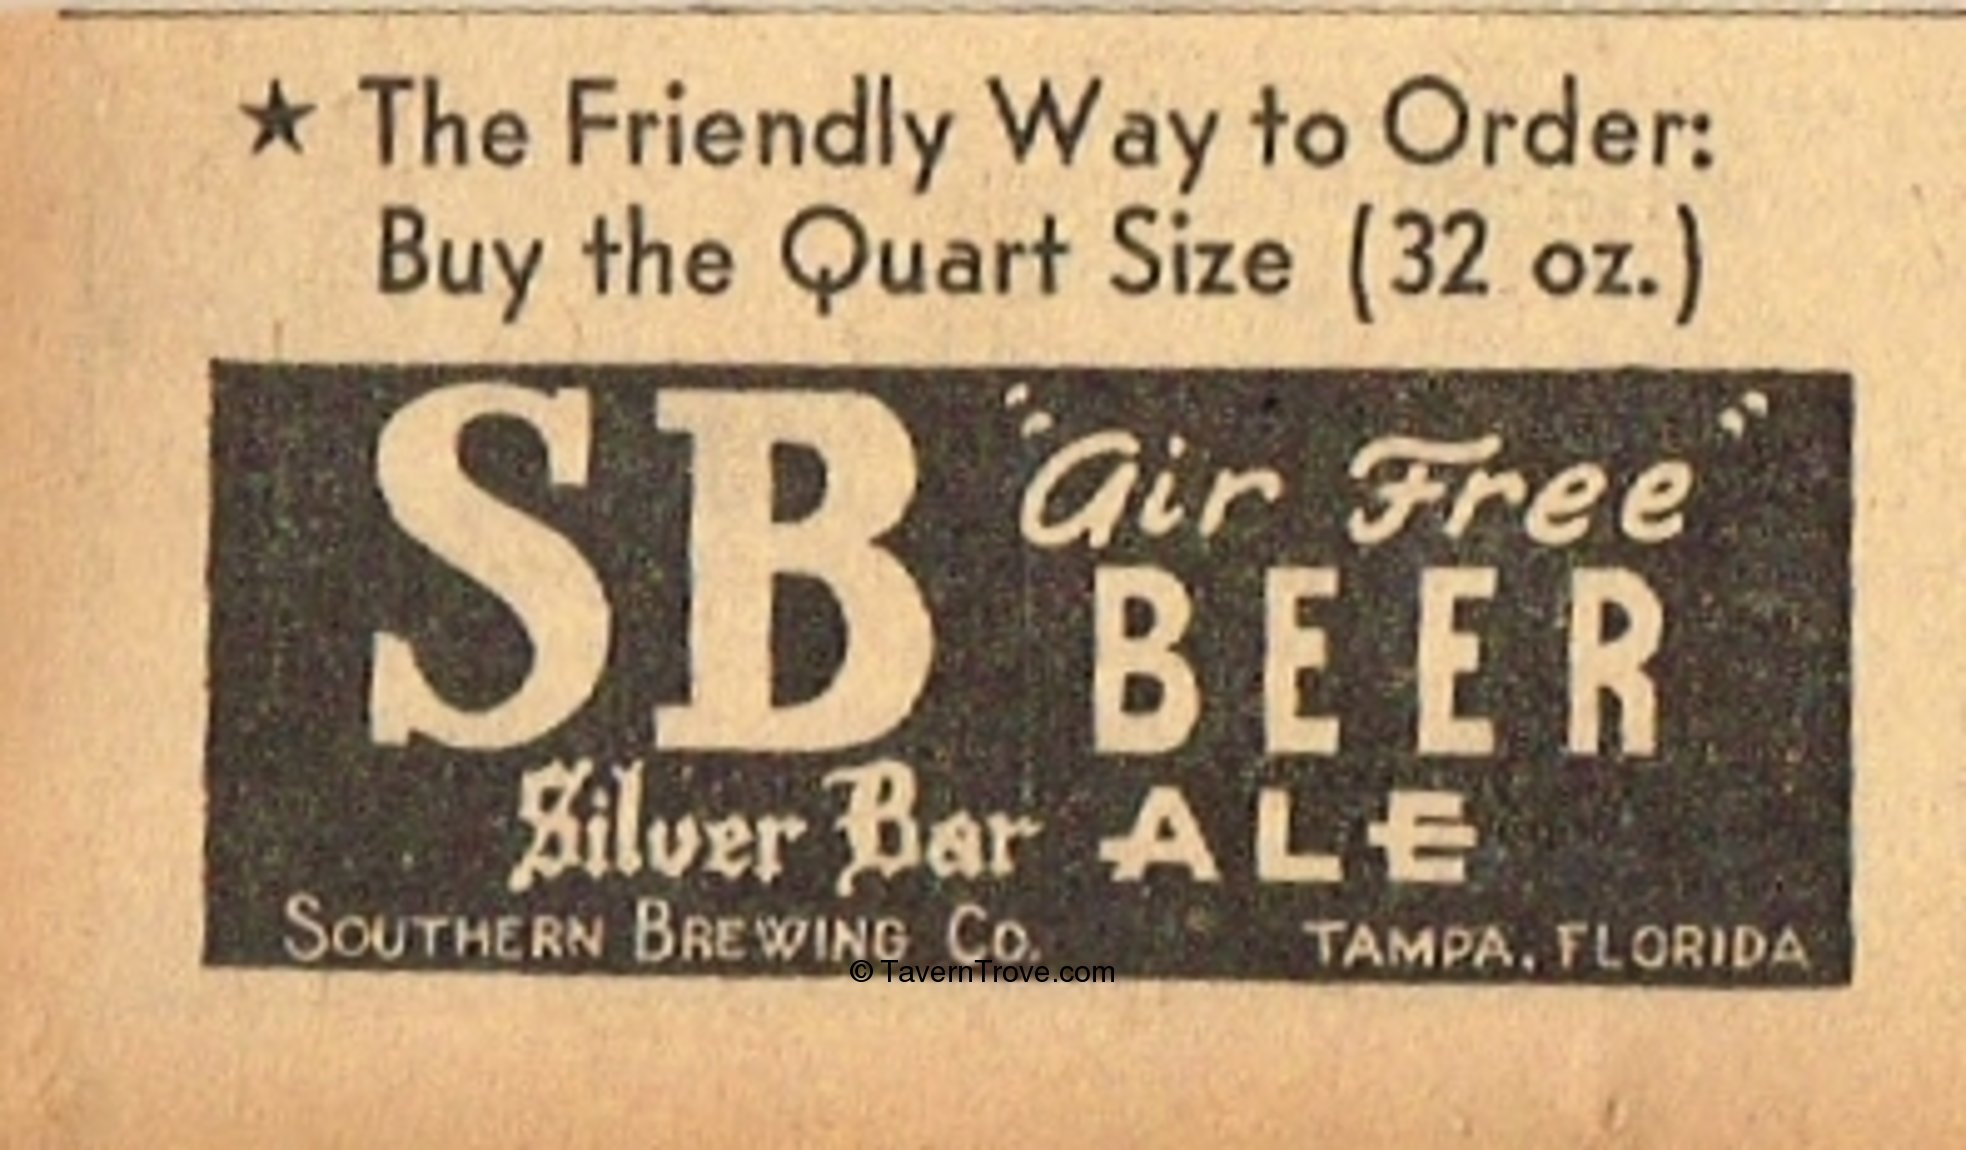 ★ The Friendly Way to Order:
Buy the Quart Size (32 oz.)
SB "Air Free"
BEER
Silver Bar ALE
SOUTHERN BREWING CO. TAMPA, FLORIDA
© TavernTrove.com